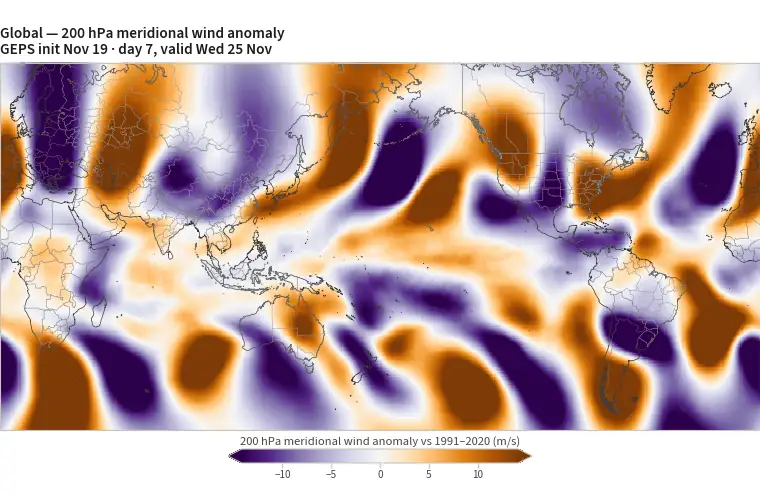 Global — 200 hPa meridional wind anomaly
GEPS init Nov 19 · day 7, valid Wed 25 Nov
200 hPa meridional wind anomaly vs 1991–2020 (m/s)
−10 −5 0 5 10